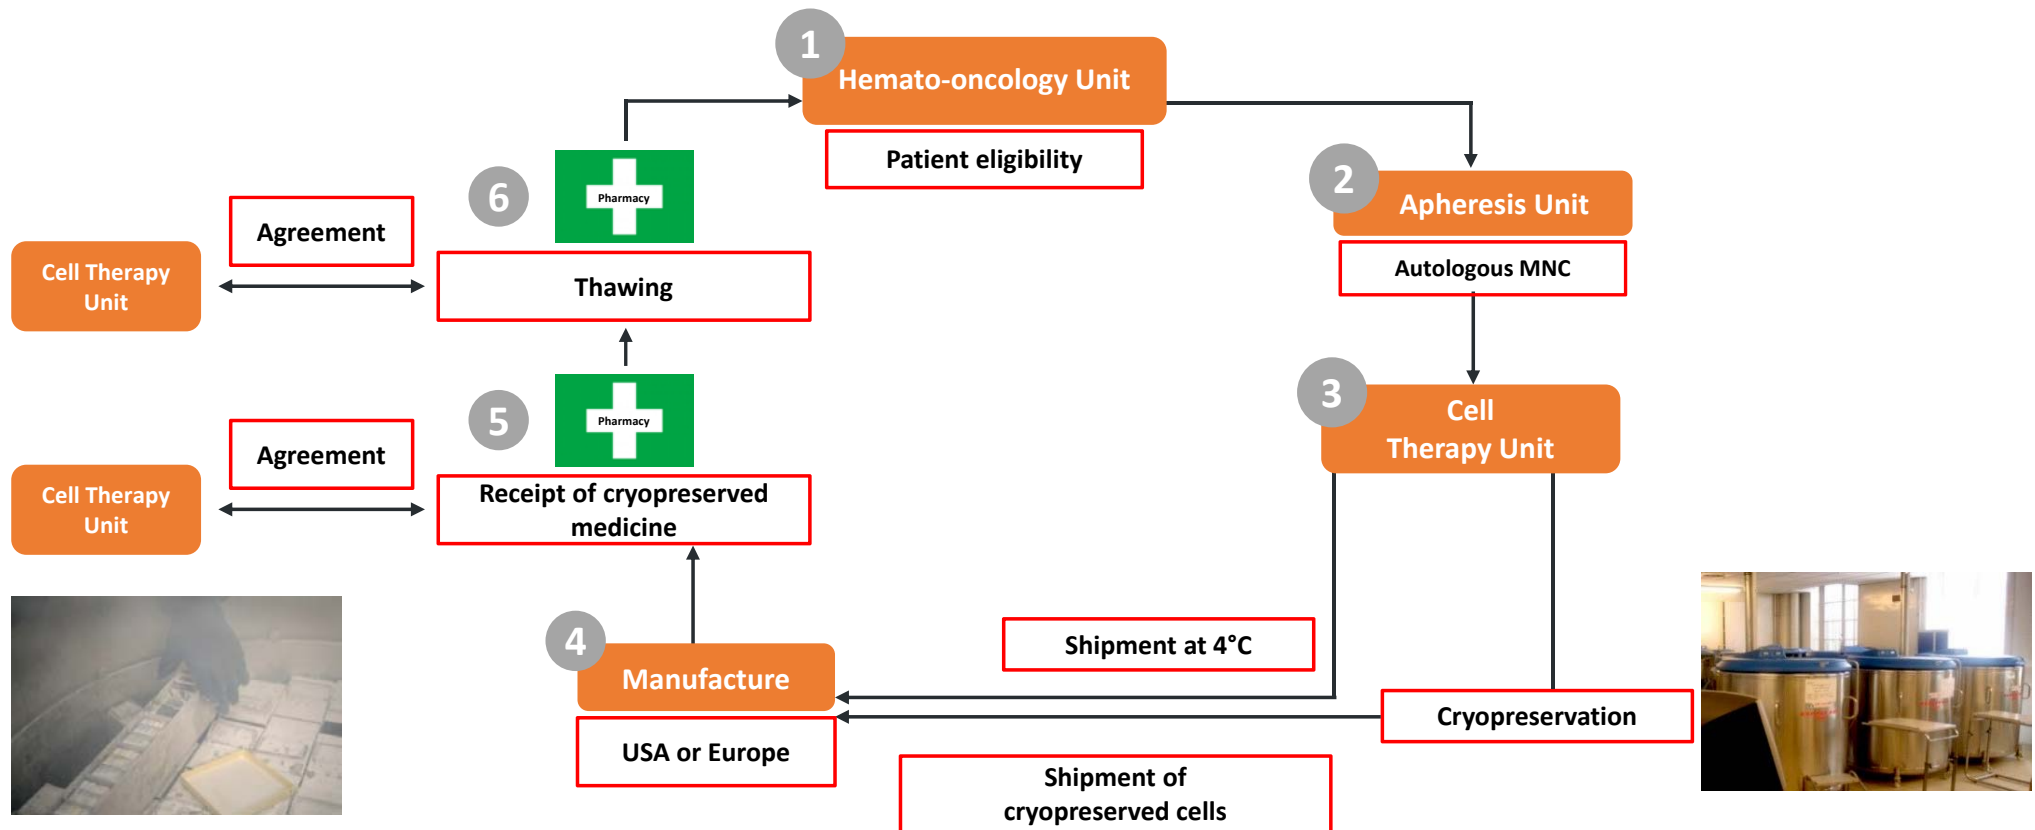 1
Hemato-oncology Unit
Patient eligibility
2
Apheresis Unit
Autologous MNC
3
Cell
Therapy Unit
Shipment at 4°C
Cryopreservation
Shipment of
cryopreserved cells
4
Manufacture
USA or Europe
5
Pharmacy
Receipt of cryopreserved
medicine
Agreement
Cell Therapy
Unit
6
Pharmacy
Thawing
Agreement
Cell Therapy
Unit